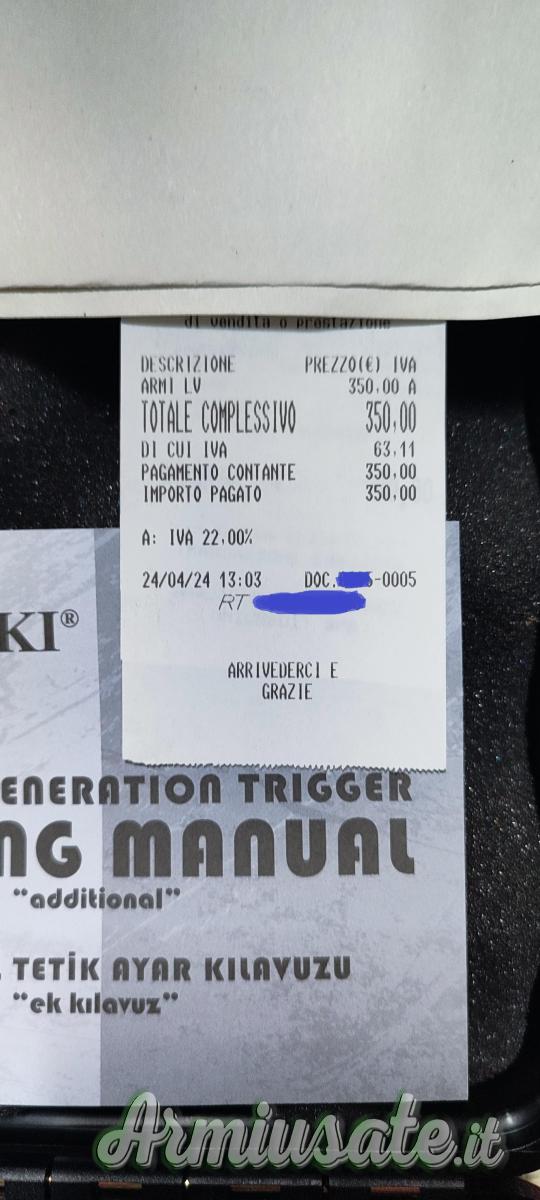 di vendita o prestazione
DESCRIZIONE PREZZO(€) IVA
ARMI LV 350,00 A
TOTALE COMPLESSIVO 350,00
DI CUI IVA 63,11
PAGAMENTO CONTANTE 350,00
IMPORTO PAGATO 350,00
A: IVA 22,00%
24/04/24 13:03 DOC. -0005
RT
ARRIVEDERCI E
GRAZIE
KI®
ENERATION TRIGGER
NG MANUAL
"additional"
. TETİK AYAR KILAVUZU
"ek kılavuz"
Armiusate.it